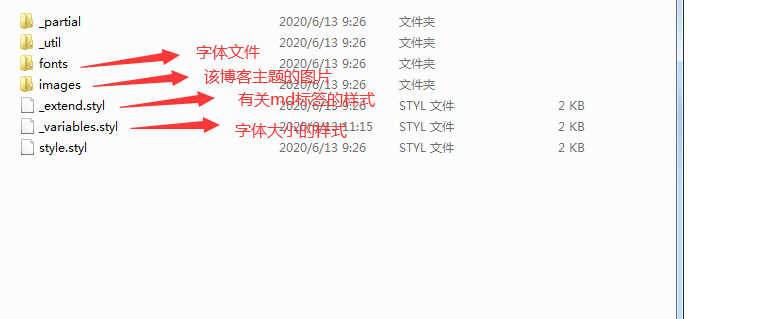 _partial 2020/6/13 9:26 文件夹
_util 2020/6/13 9:26 文件夹
字体文件
fonts 2020/6/13 9:26 文件夹
该博客主题的图片
images 2020/6/13 9:26 文件夹
有关md标签的样式
_extend.styl 2020/6/13 9:26 STYL 文件 2 KB
_variables.styl 11:15 STYL 文件 2 KB
字体大小的样式
style.styl 2020/6/13 9:26 STYL 文件 2 KB